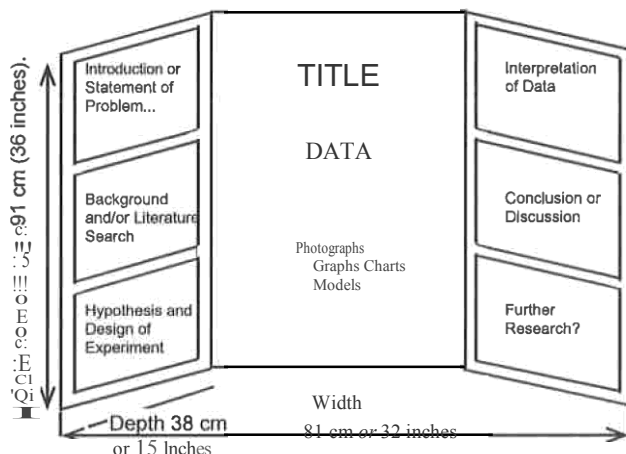 Introduction or
Statement of
Problem...
Background
and/or Literature
Search
Hypothesis and
Design of
Experiment
TITLE
DATA
Photographs
Graphs Charts
Models
Interpretation
of Data
Conclusion or
Discussion
Further
Research?
91 cm (36 inches).
Depth 38 cm
or 15 Inches
Width
81 cm or 32 inches